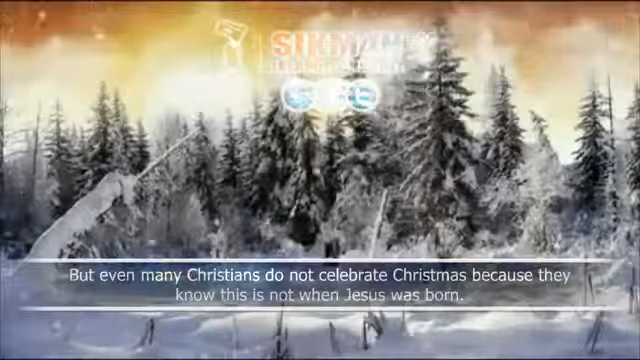 But even many Christians do not celebrate Christmas because they
know this is not when Jesus was born.